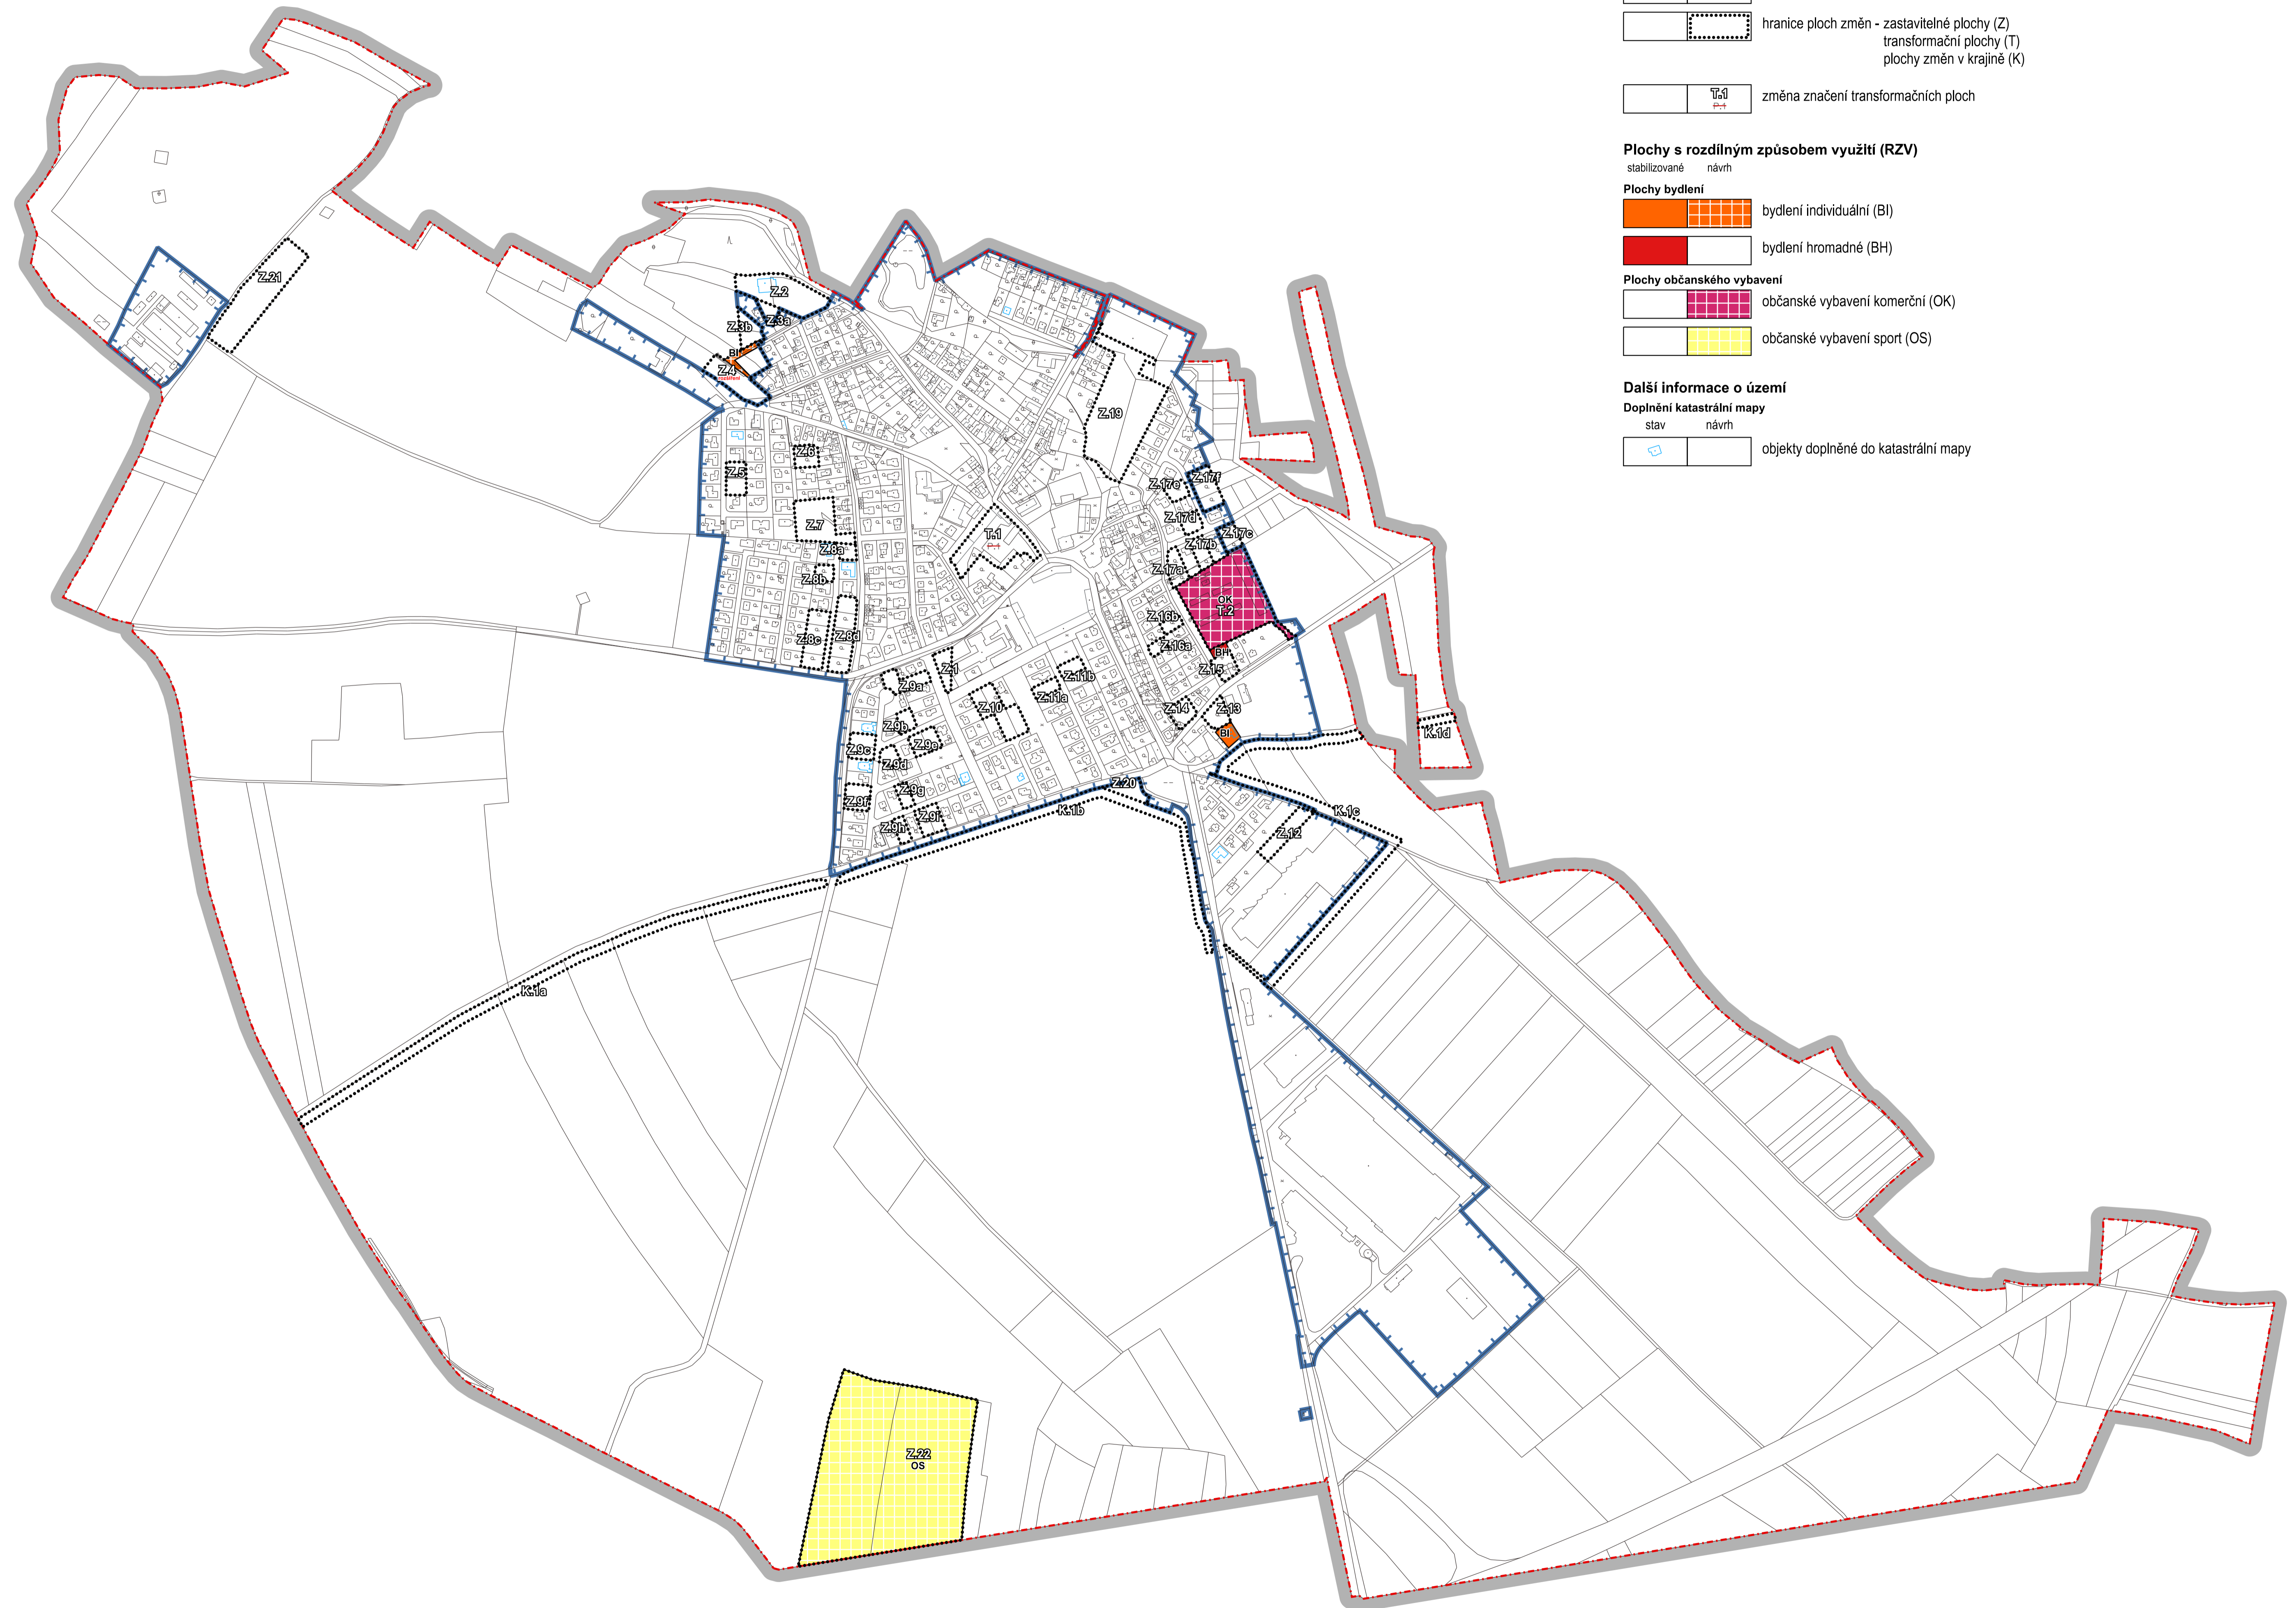 hranice ploch změn - zastavitelné plochy (Z)
transformační plochy (T)
plochy změn v krajině (K)
T.1
P.1
změna značení transformačních ploch
Plochy s rozdílným způsobem využití (RZV)
stabilizované návrh
Plochy bydlení
bydlení individuální (BI)
bydlení hromadné (BH)
Plochy občanského vybavení
občanské vybavení komerční (OK)
občanské vybavení sport (OS)
Další informace o území
Doplnění katastrální mapy
stav návrh
objekty doplněné do katastrální mapy
Z.21
Z.2
Z.3a
Z.3b
BI
Z.4
rozšíření
Z.19
Z.6
Z.5
Z.17f
Z.17e
Z.7
Z.17d
T.1
P.1
Z.17c
Z.17b
Z.8a
Z.17a
Z.8b
OK
T.2
Z.16b
Z.8d
Z.8c
Z.16a
BH
Z.15
Z.1
Z.11b
Z.9a
Z.11a
Z.10
Z.14
Z.13
Z.9b
BI
K.1d
Z.9e
Z.9c
Z.9d
Z.20
Z.9g
Z.9f
K.1b
K.1c
Z.9i
Z.9h
Z.12
K.1a
Z.22
OS